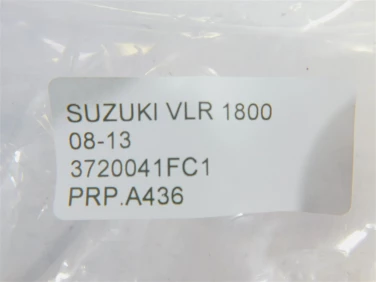 SUZUKI VLR 1800
08-13
3720041FC1
PRP.A436